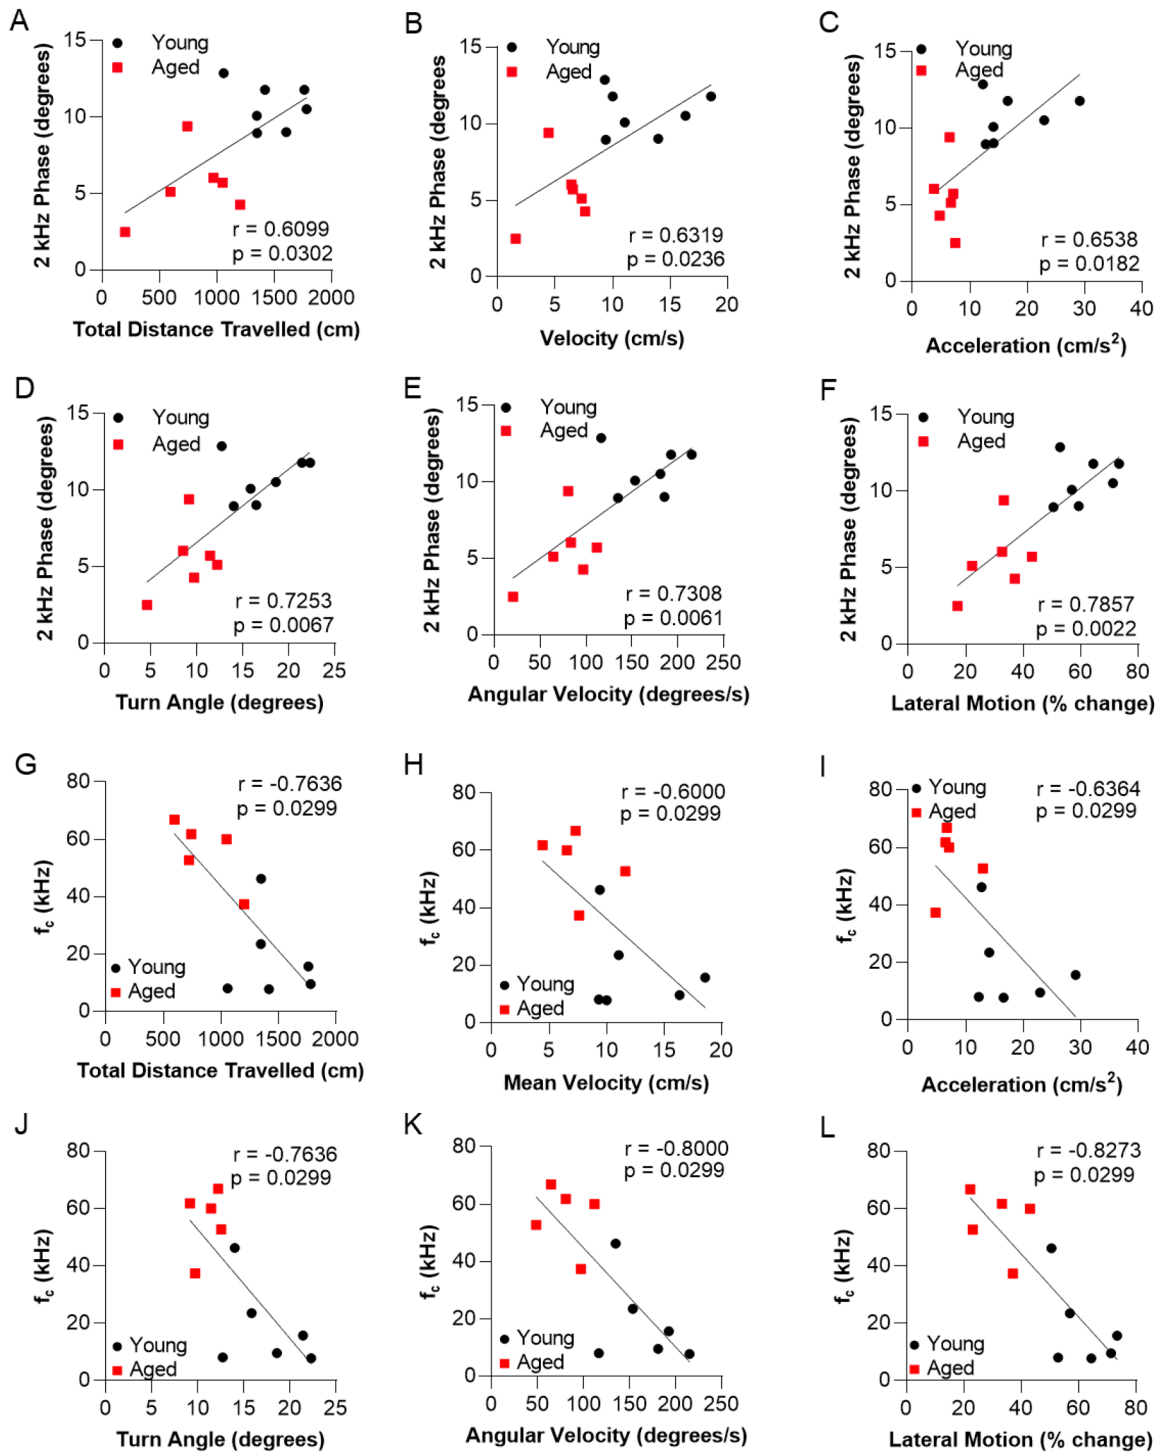 A
Young
Aged
15
10
5
0
2 kHz Phase (degrees)
r = 0.6099
p = 0.0302
0 500 1000 1500 2000
Total Distance Travelled (cm)
B
Young
Aged
15
10
5
0
2 kHz Phase (degrees
r = 0.6319
p = 0.0236
0 5 10 15 20
Velocity (cm/s)
C
Young
Aged
15
10
5
0
2 kHz Phase (degrees)
r = 0.6538
p = 0.0182
0 10 20 30 40
Acceleration (cm/s²)
D
Young
Aged
15
10
5
0
2 kHz Phase (degrees)
r = 0.7253
p = 0.0067
0 5 10 15 20 25
Turn Angle (degrees)
E
Young
Aged
15
10
5
0
2 kHz Phase (degrees)
r = 0.7308
p = 0.0061
0 50 100 150 200 250
Angular Velocity (degrees/s)
F
Young
Aged
15
10
5
0
2 kHz Phase (degrees)
r = 0.7857
p = 0.0022
0 20 40 60 80
Lateral Motion (% change)
G
r = -0.7636
p = 0.0299
80
60
40
20
0
fc (kHz)
Young
Aged
0 500 1000 1500 2000
Total Distance Travelled (cm)
H
r = -0.6000
p = 0.0299
80
60
40
20
0
fc (kHz)
Young
Aged
0 5 10 15 20
Mean Velocity (cm/s)
I
Young
Aged
r = -0.6364
p = 0.0299
80
60
40
20
0
fc (kHz)
0 10 20 30 40
Acceleration (cm/s²)
J
r = -0.7636
p = 0.0299
80
60
40
20
0
fc (kHz)
Young
Aged
0 5 10 15 20 25
Turn Angle (degrees)
K
r = -0.8000
p = 0.0299
80
60
40
20
0
fc (kHz)
Young
Aged
0 50 100 150 200 250
Angular Velocity (degrees/s)
L
r = -0.8273
p = 0.0299
80
60
40
20
0
fc (kHz)
Young
Aged
0 20 40 60 80
Lateral Motion (% change)